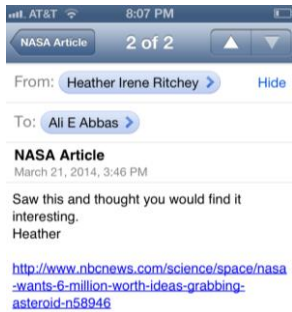 AT&T 8:07 PM
NASA Article 2 of 2
From: Heather Irene Ritchey > Hide
To: Ali E Abbas >
NASA Article
March 21, 2014, 3:46 PM
Saw this and thought you would find it
interesting.
Heather
http://www.nbcnews.com/science/space/nasa
-wants-6-million-worth-ideas-grabbing-
asteroid-n58946